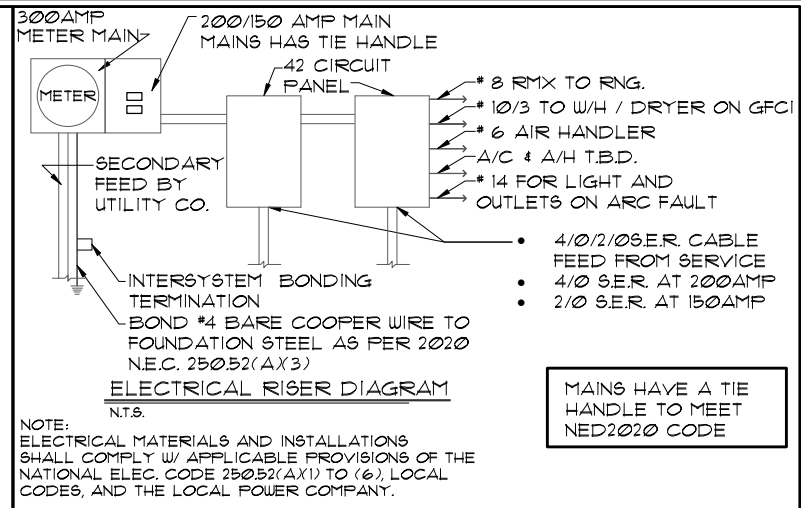 300AMP
METER MAIN
200/150 AMP MAIN
MAINS HAS TIE HANDLE
42 CIRCUIT
PANEL
METER
# 8 RMX TO RNG.
# 10/3 TO W/H / DRYER ON GFCI
# 6 AIR HANDLER
A/C & A/H T.B.D.
# 14 FOR LIGHT AND
OUTLETS ON ARC FAULT
SECONDARY
FEED BY
UTILITY CO.
• 4/0/2/0S.E.R. CABLE
FEED FROM SERVICE
• 4/0 S.E.R. AT 200AMP
• 2/0 S.E.R. AT 150AMP
INTERSYSTEM BONDING
TERMINATION
BOND #4 BARE COOPER WIRE TO
FOUNDATION STEEL AS PER 2020
N.E.C. 250.52(A)(3)
ELECTRICAL RISER DIAGRAM
N.T.S.
MAINS HAVE A TIE
HANDLE TO MEET
NED2020 CODE
NOTE:
ELECTRICAL MATERIALS AND INSTALLATIONS
SHALL COMPLY W/ APPLICABLE PROVISIONS OF THE
NATIONAL ELEC. CODE 250.52(A)(1) TO (6), LOCAL
CODES, AND THE LOCAL POWER COMPANY.